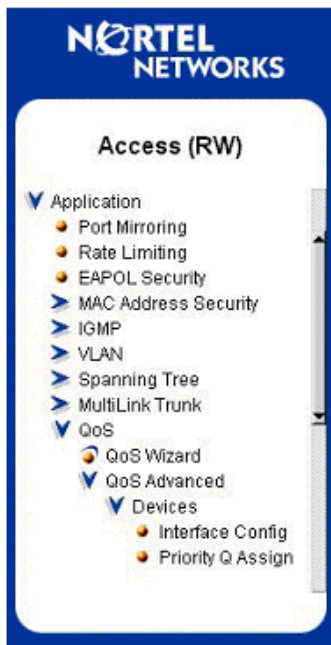 NORTEL
NETWORKS
Access (RW)
Application
Port Mirroring
Rate Limiting
EAPOL Security
MAC Address Security
IGMP
VLAN
Spanning Tree
MultiLink Trunk
QoS
QoS Wizard
QoS Advanced
Devices
Interface Config
Priority Q Assign